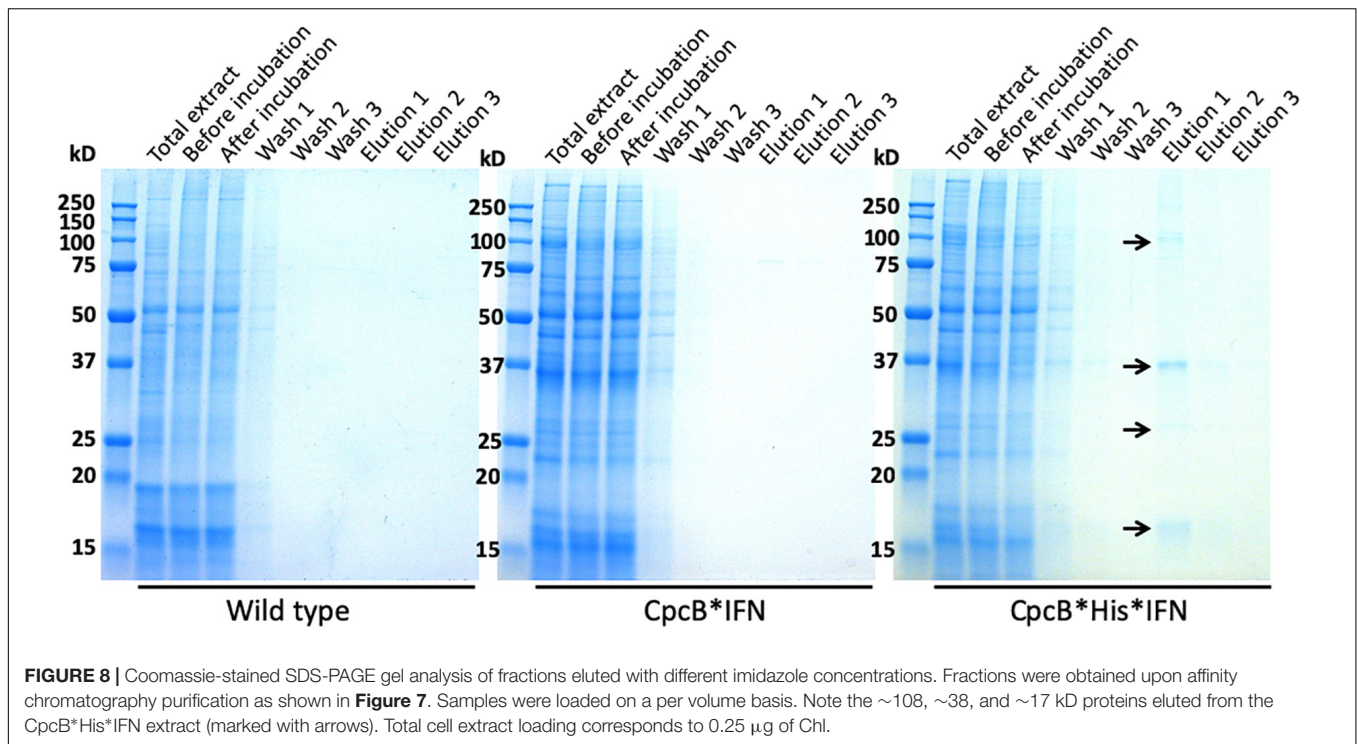 Total extract
Before incubation
After incubation
Wash 1
Wash 2
Wash 3
Elution 1
Elution 2
Elution 3
kD
250
150
100
75
50
37
25
20
15
Wild type
Total extract
Before incubation
After incubation
Wash 1
Wash 2
Wash 3
Elution 1
Elution 2
Elution 3
kD
250
100
75
50
37
25
20
15
CpcB*IFN
Total extract
Before incubation
After incubation
Wash 1
Wash 2
Wash 3
Elution 1
Elution 2
Elution 3
kD
250
100
75
50
37
25
20
15
CpcB*His*IFN
FIGURE 8 | Coomassie-stained SDS-PAGE gel analysis of fractions eluted with different imidazole concentrations. Fractions were obtained upon affinity
chromatography purification as shown in Figure 7. Samples were loaded on a per volume basis. Note the ∼108, ∼38, and ∼17 kD proteins eluted from the
CpcB*His*IFN extract (marked with arrows). Total cell extract loading corresponds to 0.25 μg of Chl.